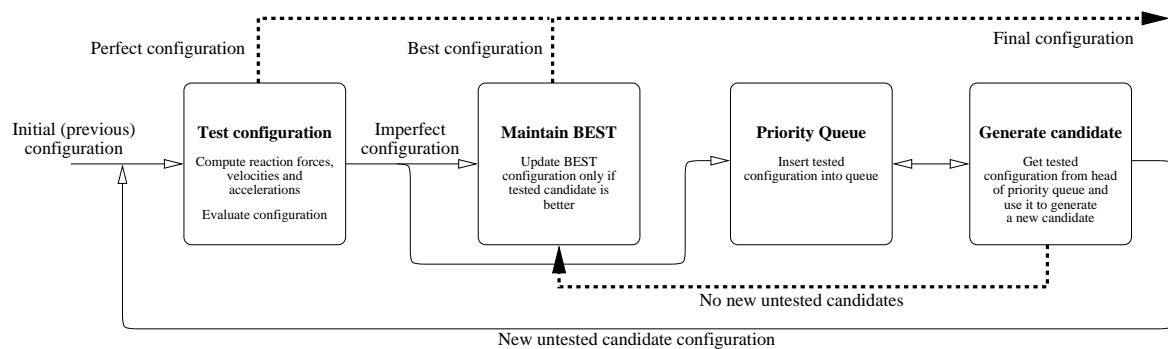 Perfect configuration
Best configuration
Final configuration
Initial (previous)
configuration
Test configuration
Compute reaction forces,
velocities and
accelerations
Evaluate configuration
Imperfect
configuration
Maintain BEST
Update BEST
configuration only if
tested candidate is
better
Priority Queue
Insert tested
configuration into queue
Generate candidate
Get tested
configuration from head
of priority queue and
use it to generate
a new candidate
No new untested candidates
New untested candidate configuration